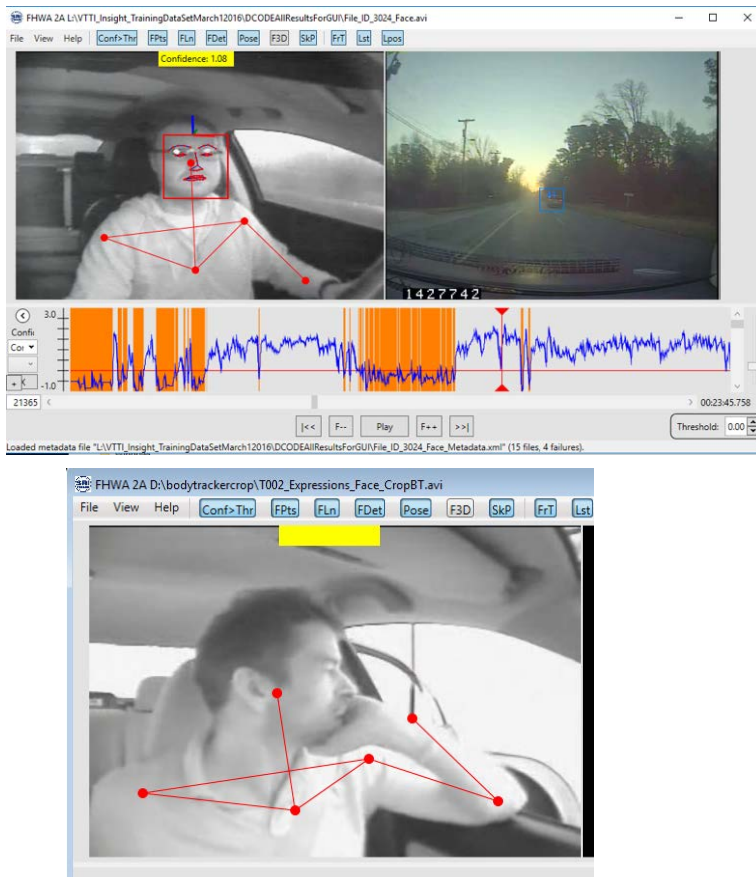 FHWA 2A L:\VTTI_Insight_TrainingDataSetMarch12016\DCODEAllResultsForGUI\File_ID_3024_Face.avi
File View Help Conf>Thr FPts FLn FDet Pose F3D SkP FrT Lst Lpos
Confidence: 1.08
1427742
3.0
Confi
Cor
-1.0
21365
00:23:45.758
|<< F-- Play F++ >>| Threshold: 0.00
Loaded metadata file "L:\VTTI_Insight_TrainingDataSetMarch12016\DCODEAllResultsForGUI\File_ID_3024_Face_Metadata.xml" (15 files, 4 failures).
FHWA 2A D:\bodytrackercrop\T002_Expressions_Face_CropBT.avi
File View Help Conf>Thr FPts FLn FDet Pose F3D SkP FrT Lst